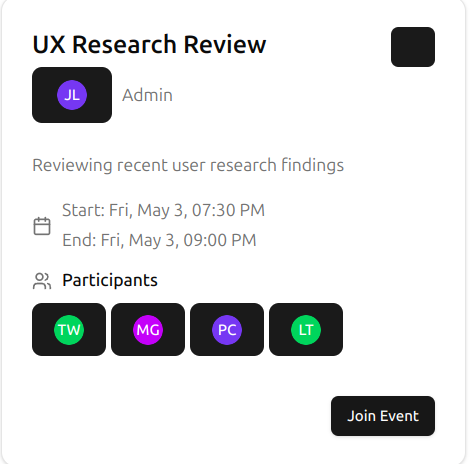 UX Research Review
JL Admin
Reviewing recent user research findings
Start: Fri, May 3, 07:30 PM
End: Fri, May 3, 09:00 PM
Participants
TW MG PC LT
Join Event